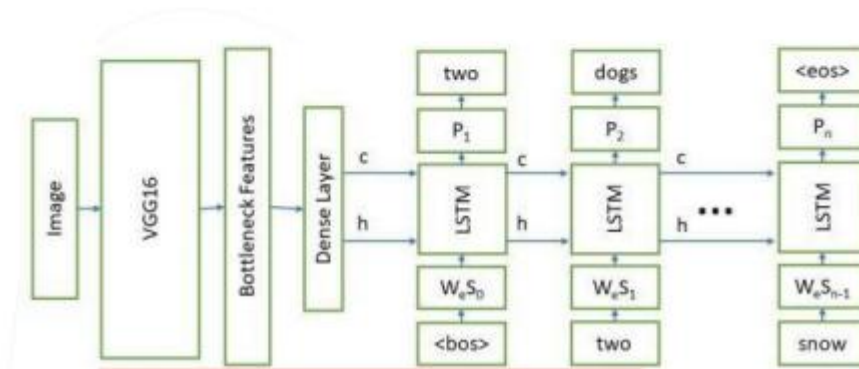 Image
VGG16
Bottleneck Features
Dense Layer
c
h
two
P₁
LSTM
WₑS₀
<bos>
c
h
dogs
P₂
LSTM
WₑS₁
two
c
h
•••
<eos>
Pₙ
LSTM
WₑSₙ₋₁
snow